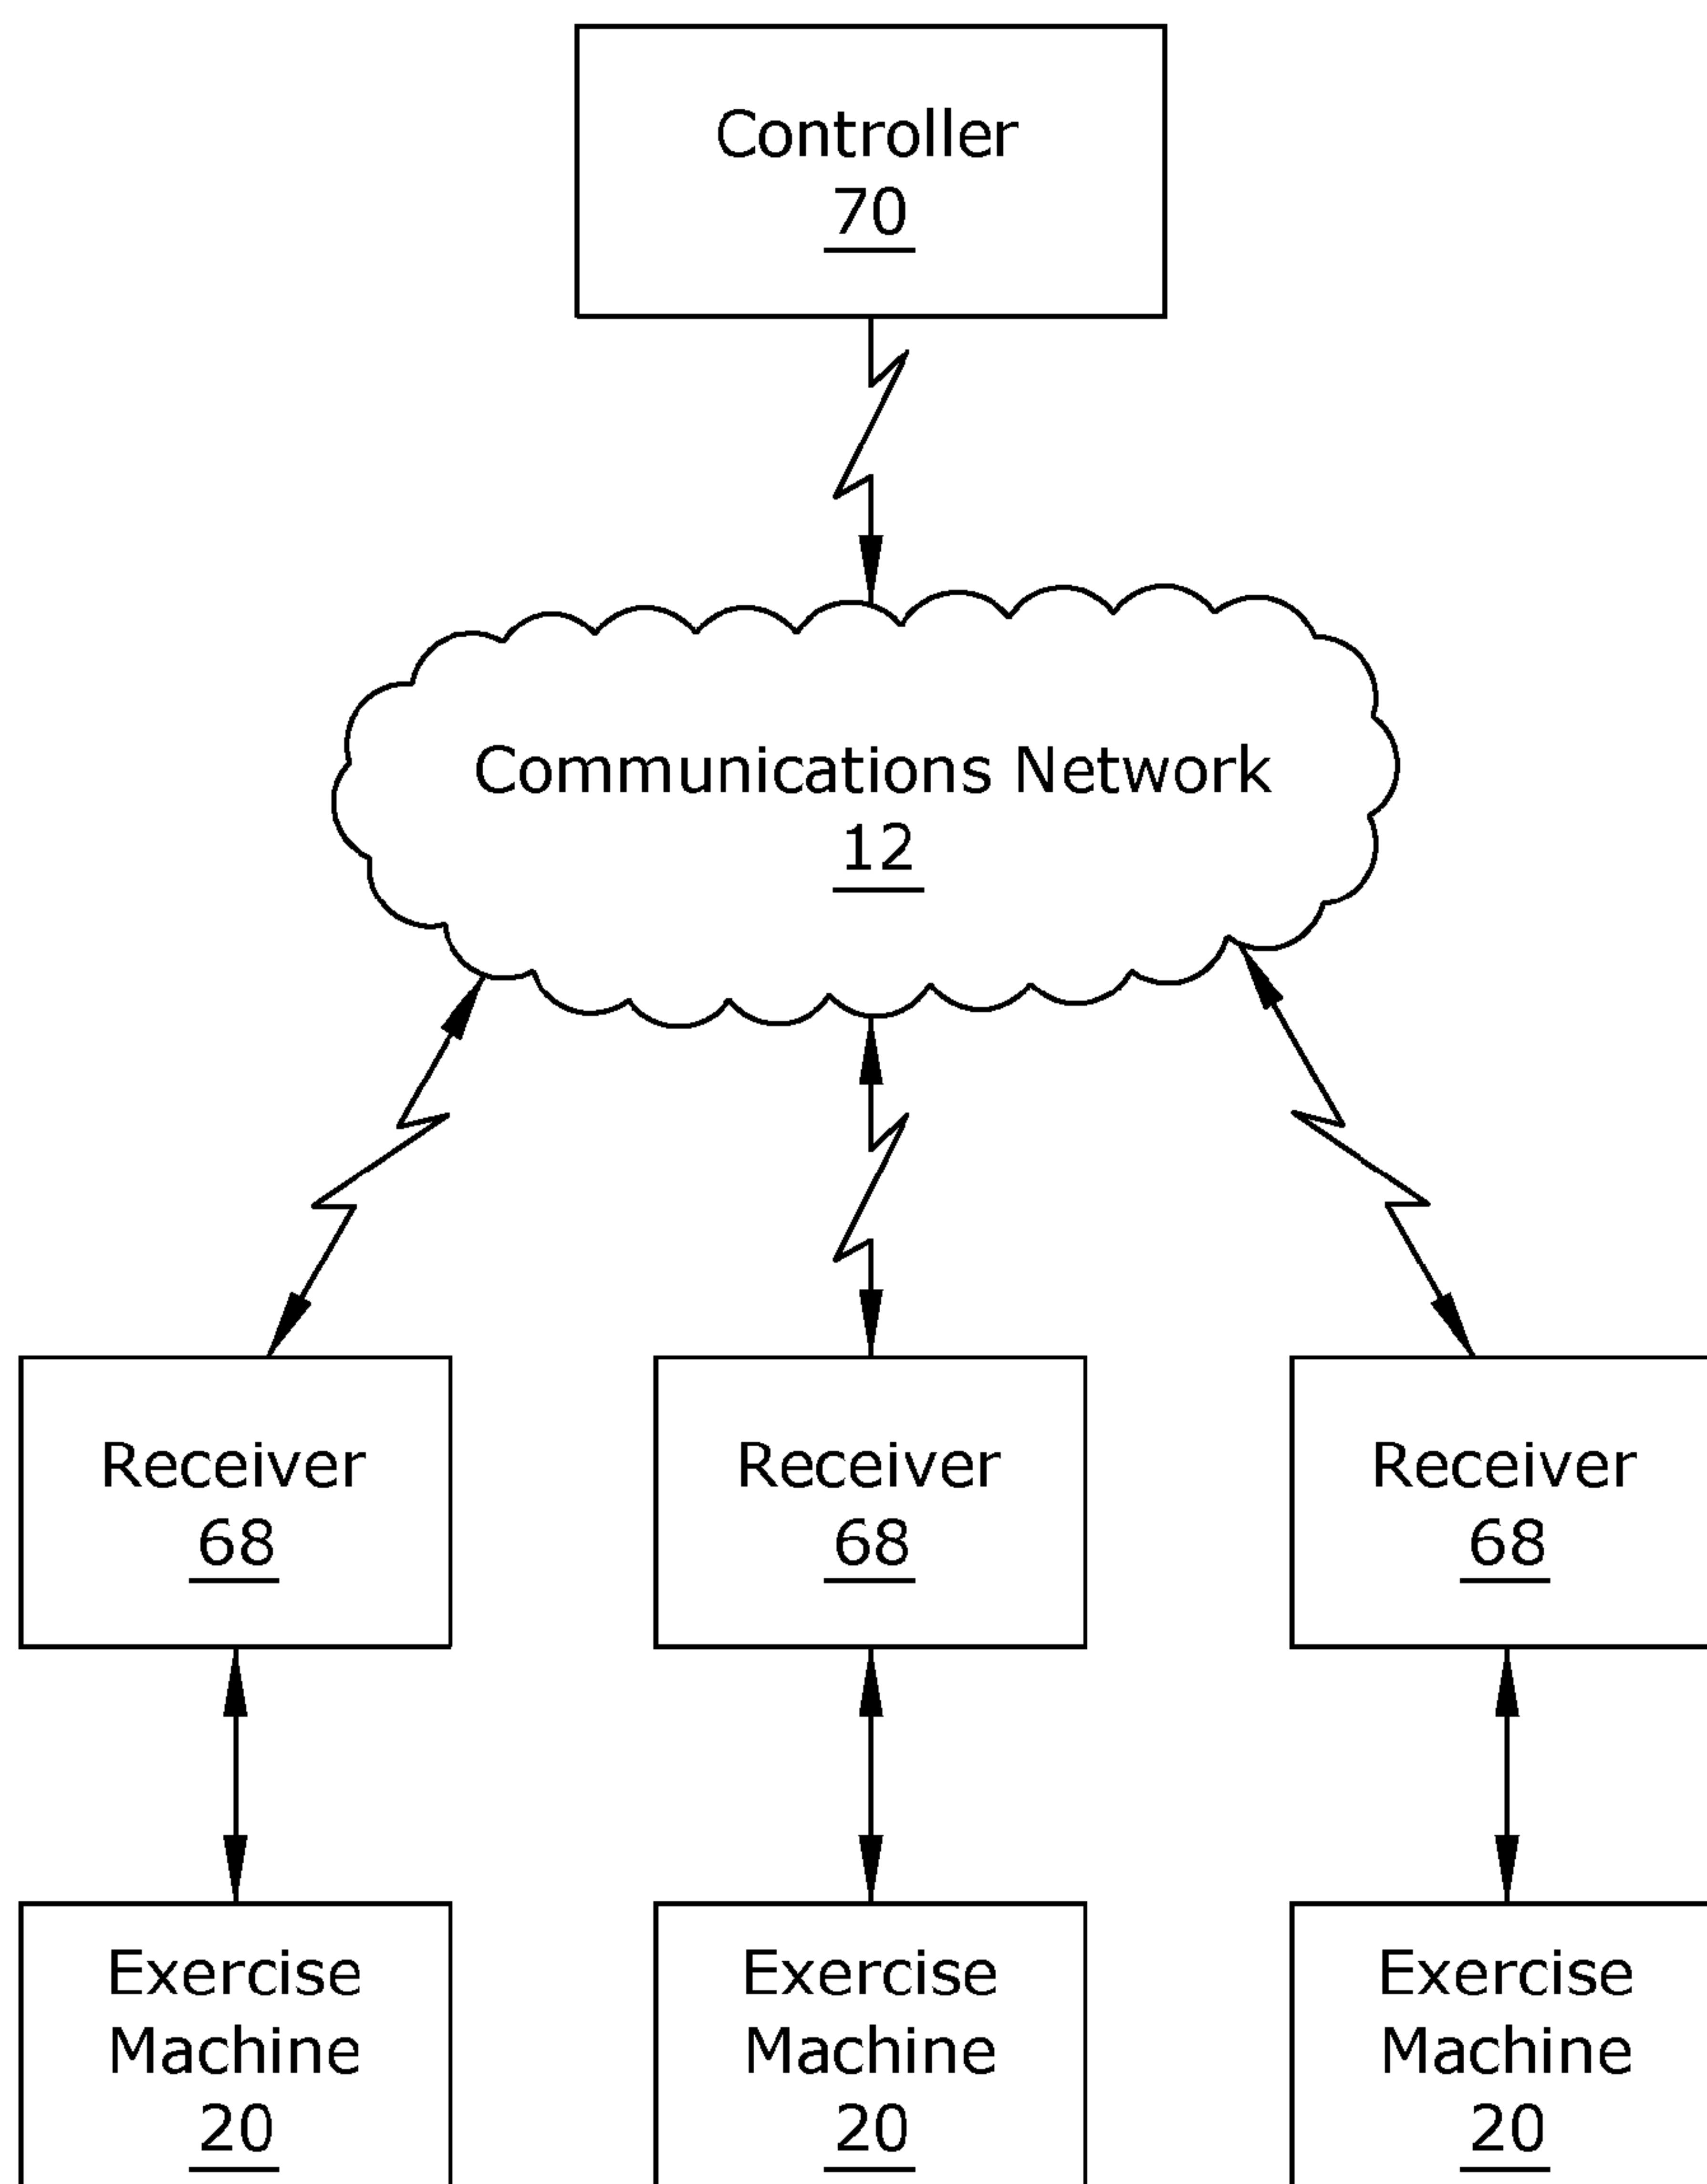 Controller
70
Communications Network
12
Receiver
68
Receiver
68
Receiver
68
Exercise
Machine
20
Exercise
Machine
20
Exercise
Machine
20